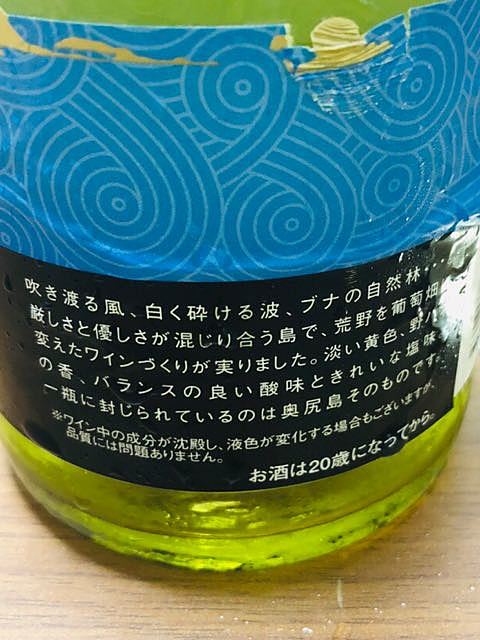 吹き渡る風、白く砕ける波、ブナの自然林、
厳しさと優しさが混じり合う島で、荒野を葡萄畑
変えたワインづくりが実りました。淡い黄色、野バ
の香、バランスの良い酸味ときれいな塩味
一瓶に封じられているのは奥尻島そのものです
※ワイン中の成分が沈殿し、液色が変化する場合もございますが、
品質には問題ありません。
お酒は20歳になってから。